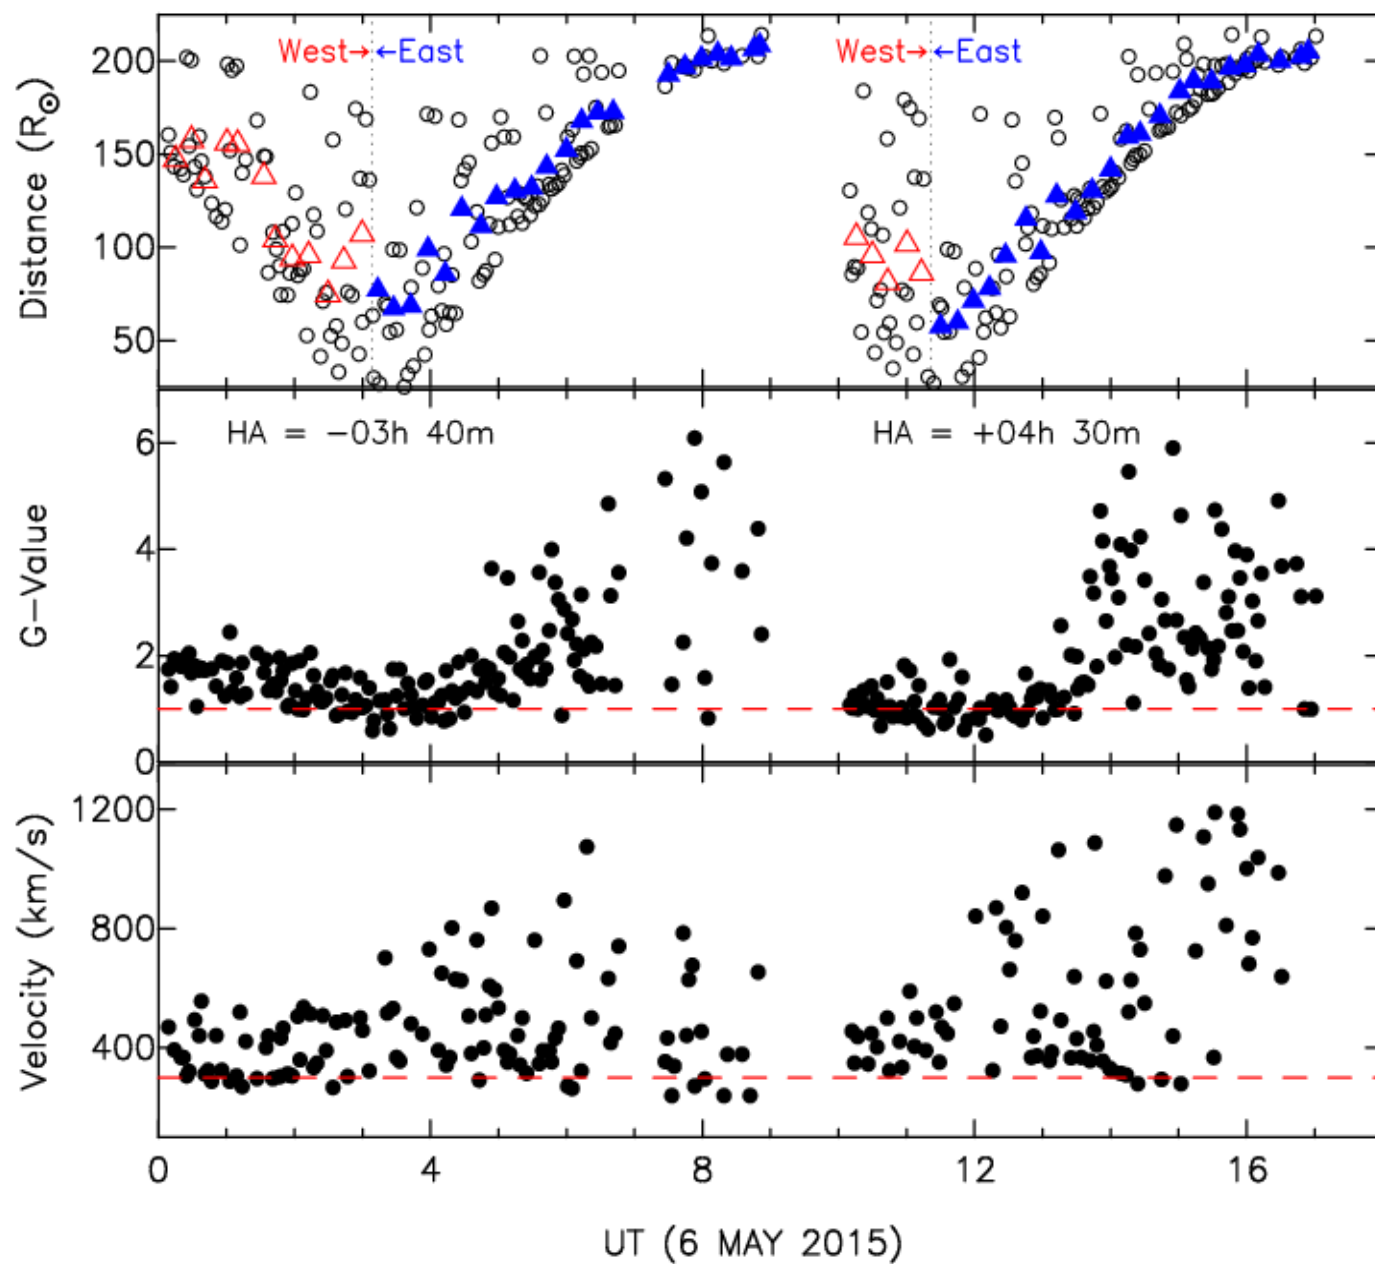 Distance (R☉)
200
150
100
50
West→ ←East
West→ ←East
G-Value
6
4
2
0
HA = -03h 40m
HA = +04h 30m
Velocity (km/s)
1200
800
400
0 4 8 12 16
UT (6 MAY 2015)